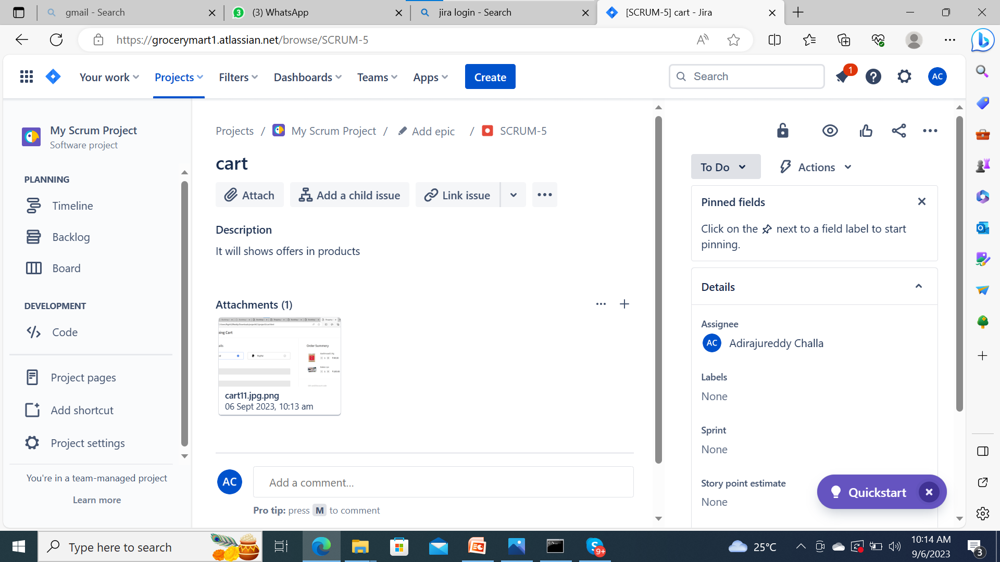 gmail - Search
3
(3) WhatsApp
jira login - Search
[SCRUM-5] cart - Jira
https://grocerymart1.atlassian.net/browse/SCRUM-5
Your work
Projects
Filters
Dashboards
Teams
Apps
Create
Search
1
AC
My Scrum Project
Software project
PLANNING
Timeline
Backlog
Board
DEVELOPMENT
Code
Project pages
Add shortcut
Project settings
You're in a team-managed project
Learn more
Projects / My Scrum Project / Add epic / SCRUM-5
cart
Attach
Add a child issue
Link issue
Description
It will shows offers in products
Attachments (1)
ping Cart
Order Summery
PayPal
cart11.jpg.png
06 Sept 2023, 10:13 am
AC
Add a comment...
Pro tip: press M to comment
To Do
Actions
Pinned fields
Click on the next to a field label to start
pinning.
Details
Assignee
AC
Adirajureddy Challa
Labels
None
Sprint
None
Story point estimate
None
Quickstart
Type here to search
9+
25°C
10:14 AM
9/6/2023
3